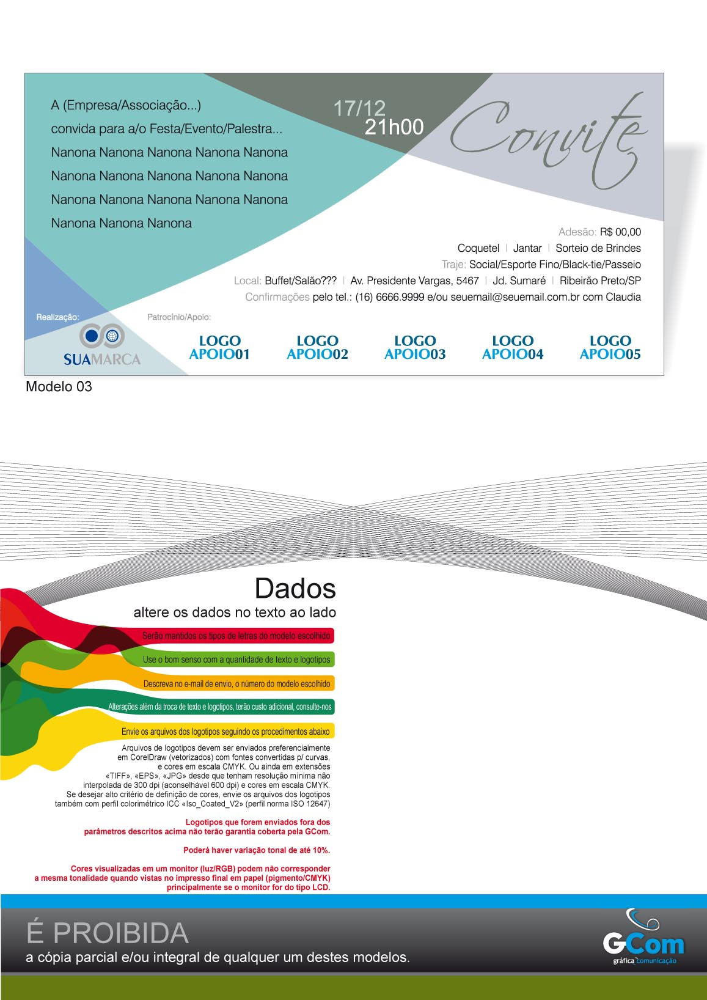 A (Empresa/Associação...)
convida para a/o Festa/Evento/Palestra...
Nanona Nanona Nanona Nanona Nanona
Nanona Nanona Nanona Nanona Nanona
Nanona Nanona Nanona Nanona Nanona
Nanona Nanona Nanona
17/12
21h00
Convite
Adesão: R$ 00,00
Coquetel | Jantar | Sorteio de Brindes
Traje: Social/Esporte Fino/Black-tie/Passeio
Local: Buffet/Salão??? | Av. Presidente Vargas, 5467 | Jd. Sumaré | Ribeirão Preto/SP
Confirmações pelo tel.: (16) 6666.9999 e/ou seuemail@seuemail.com.br com Claudia
Realização:
SUAMARCA
Patrocínio/Apoio:
LOGO
APOIO01
LOGO
APOIO02
LOGO
APOIO03
LOGO
APOIO04
LOGO
APOIO05
Modelo 03
Dados
altere os dados no texto ao lado
Serão mantidos os tipos de letras do modelo escolhido
Use o bom senso com a quantidade de texto e logotipos
Descreva no e-mail de envio, o número do modelo escolhido
Alterações além da troca de texto e logotipos, terão custo adicional, consulte-nos
Envie os arquivos dos logotipos seguindo os procedimentos abaixo
Arquivos de logotipos devem ser enviados preferencialmente
em CorelDraw (vetorizados) com fontes convertidas p/ curvas,
e cores em escala CMYK. Ou ainda em extensões
«TIFF», «EPS», «JPG» desde que tenham resolução mínima não
interpolada de 300 dpi (aconselhável 600 dpi) e cores em escala CMYK.
Se desejar alto critério de definição de cores, envie os arquivos dos logotipos
também com perfil colorimétrico ICC «Iso_Coated_V2» (perfil norma ISO 12647)
Logotipos que forem enviados fora dos
parâmetros descritos acima não terão garantia coberta pela GCom.
Poderá haver variação tonal de até 10%.
Cores visualizadas em um monitor (luz/RGB) podem não corresponder
a mesma tonalidade quando vistas no impresso final em papel (pigmento/CMYK)
principalmente se o monitor for do tipo LCD.
É PROIBIDA
a cópia parcial e/ou integral de qualquer um destes modelos.
GCom
gráfica comunicação